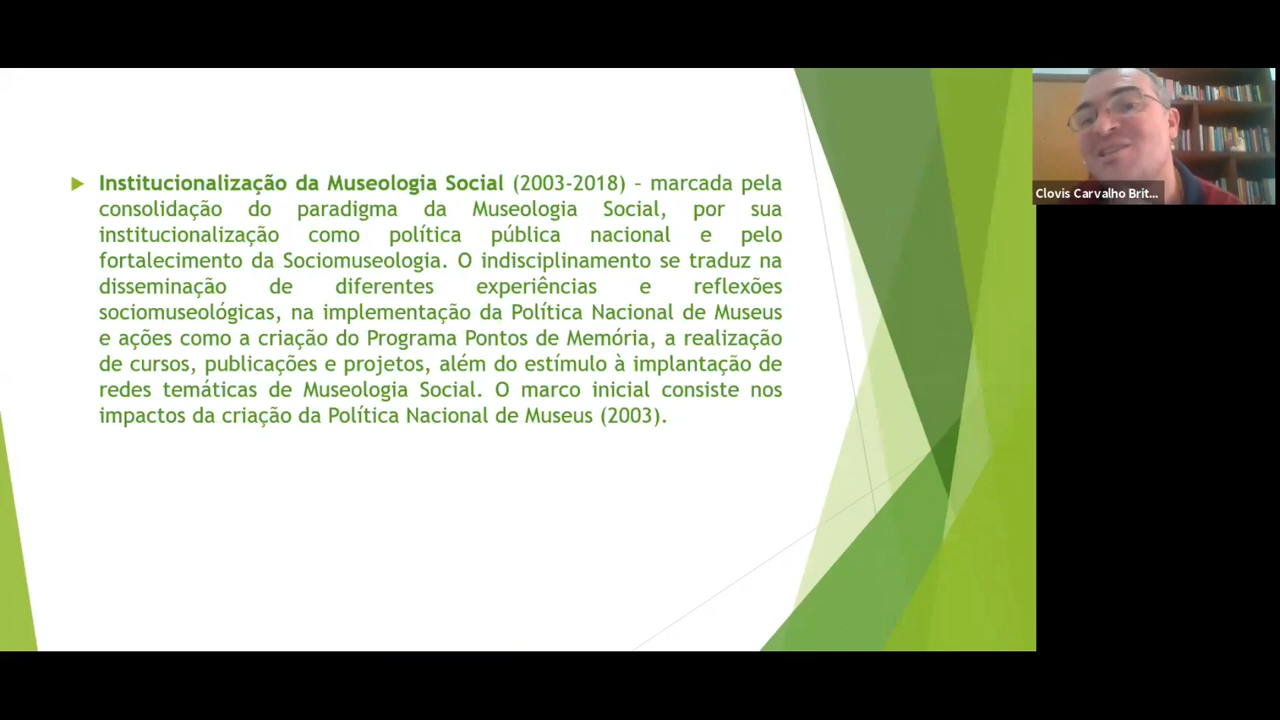 Institucionalização da Museologia Social (2003-2018) – marcada pela
consolidação do paradigma da Museologia Social, por sua
institucionalização como política pública nacional e pelo
fortalecimento da Sociomuseologia. O indisciplinamento se traduz na
disseminação de diferentes experiências e reflexões
sociomuseológicas, na implementação da Política Nacional de Museus
e ações como a criação do Programa Pontos de Memória, a realização
de cursos, publicações e projetos, além do estímulo à implantação de
redes temáticas de Museologia Social. O marco inicial consiste nos
impactos da criação da Política Nacional de Museus (2003).
Clovis Carvalho Brit...